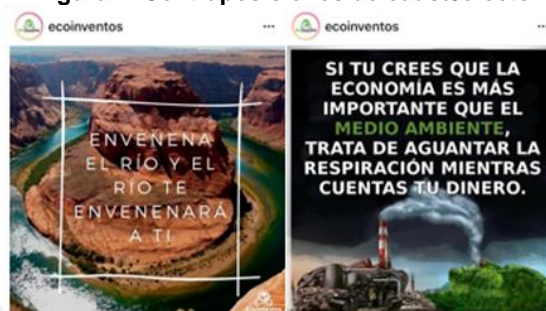 ecoinventos
ENVENENA
EL RÍO Y EL
RÍO TE
ENVENENARÁ
A TI
ecoinventos
SI TU CREES QUE LA
ECONOMÍA ES MÁS
IMPORTANTE QUE EL
MEDIO AMBIENTE,
TRATA DE AGUANTAR LA
RESPIRACIÓN MIENTRAS
CUENTAS TU DINERO.